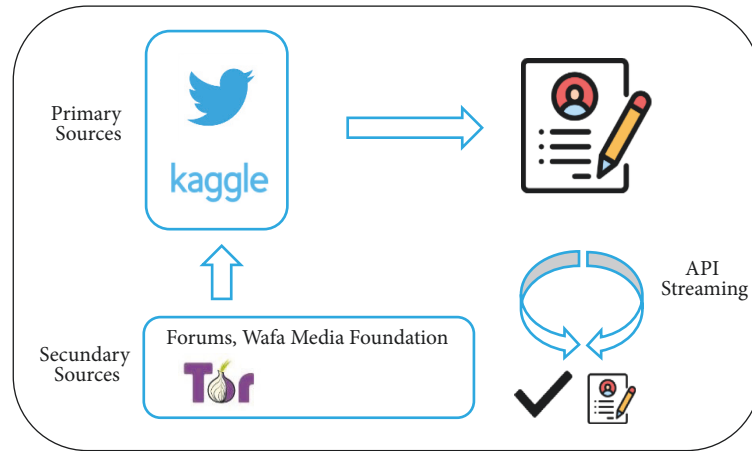 Primary
Sources
kaggle
API
Streaming
Forums, Wafa Media Foundation
Secundary
Sources
Tor